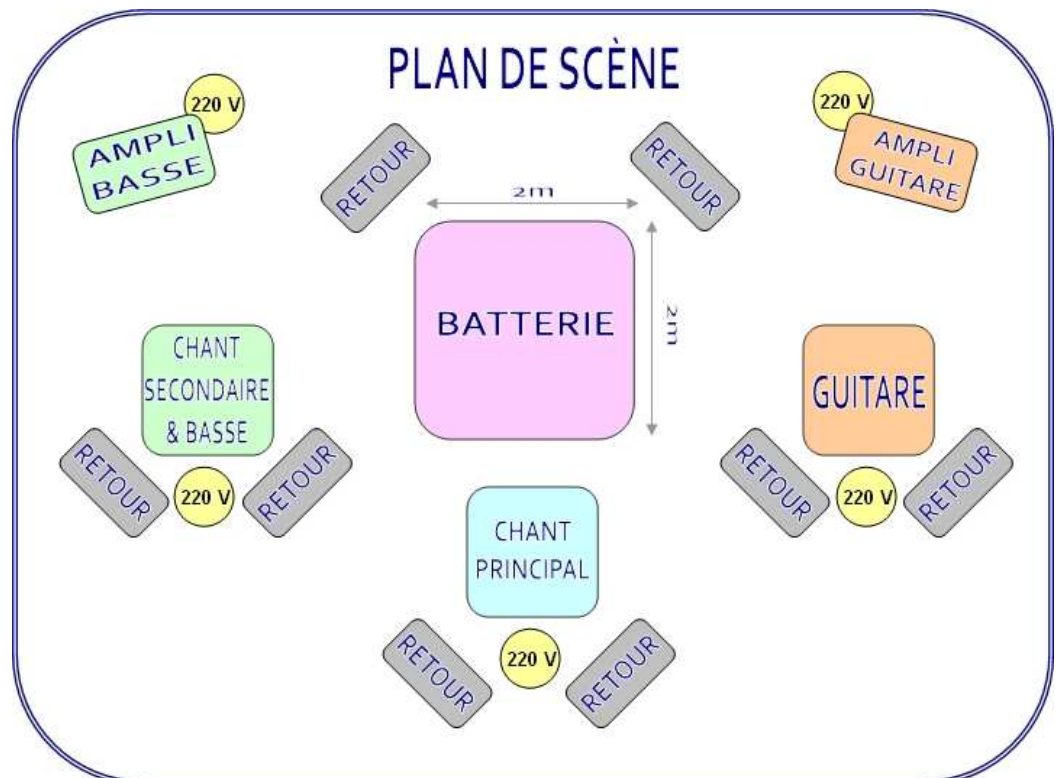 PLAN DE SCÈNE
220 V
AMPLI
BASSE
RETOUR
RETOUR
220 V
AMPLI
GUITARE
2m
BATTERIE
2m
CHANT
SECONDAIRE
& BASSE
GUITARE
RETOUR
220 V
RETOUR
RETOUR
220 V
RETOUR
CHANT
PRINCIPAL
RETOUR
220 V
RETOUR